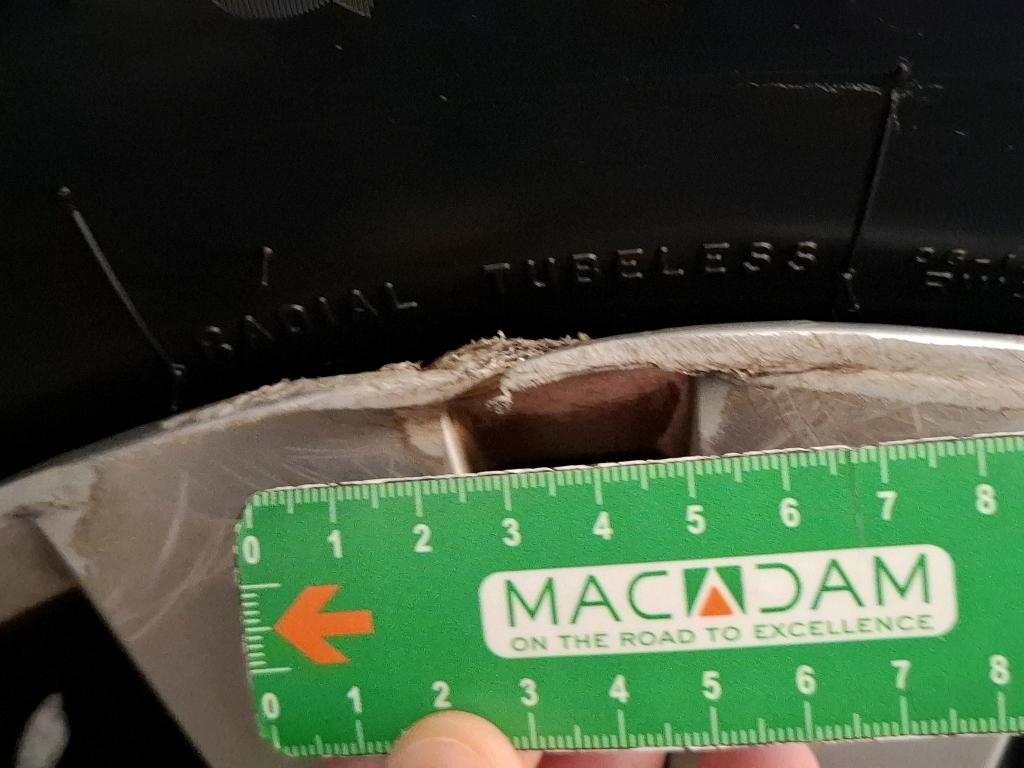 RADIAL TUBELESS
0 1 2 3 4 5 6 7 8
MACADAM
ON THE ROAD TO EXCELLENCE
0 1 2 3 4 5 6 7 8